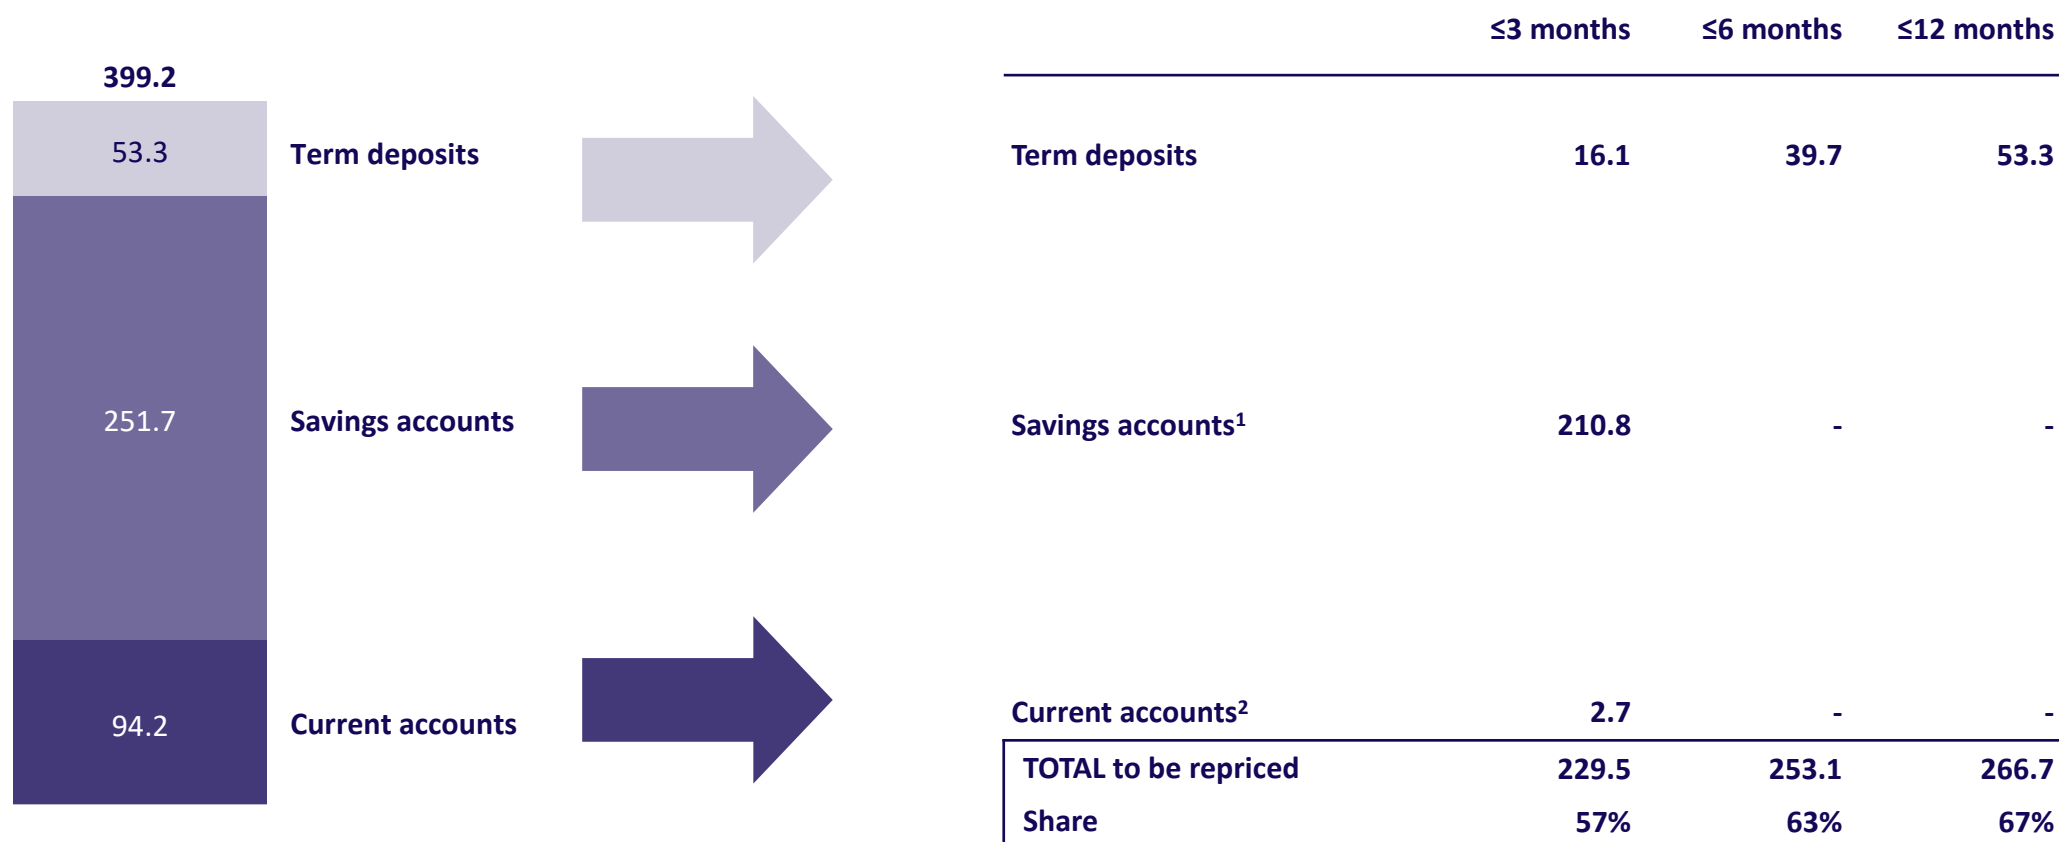 399.2
53.3 Term deposits
251.7 Savings accounts
94.2 Current accounts
≤3 months ≤6 months ≤12 months
Term deposits 16.1 39.7 53.3
Savings accounts¹ 210.8 - -
Current accounts² 2.7 - -
TOTAL to be repriced 229.5 253.1 266.7
Share 57% 63% 67%